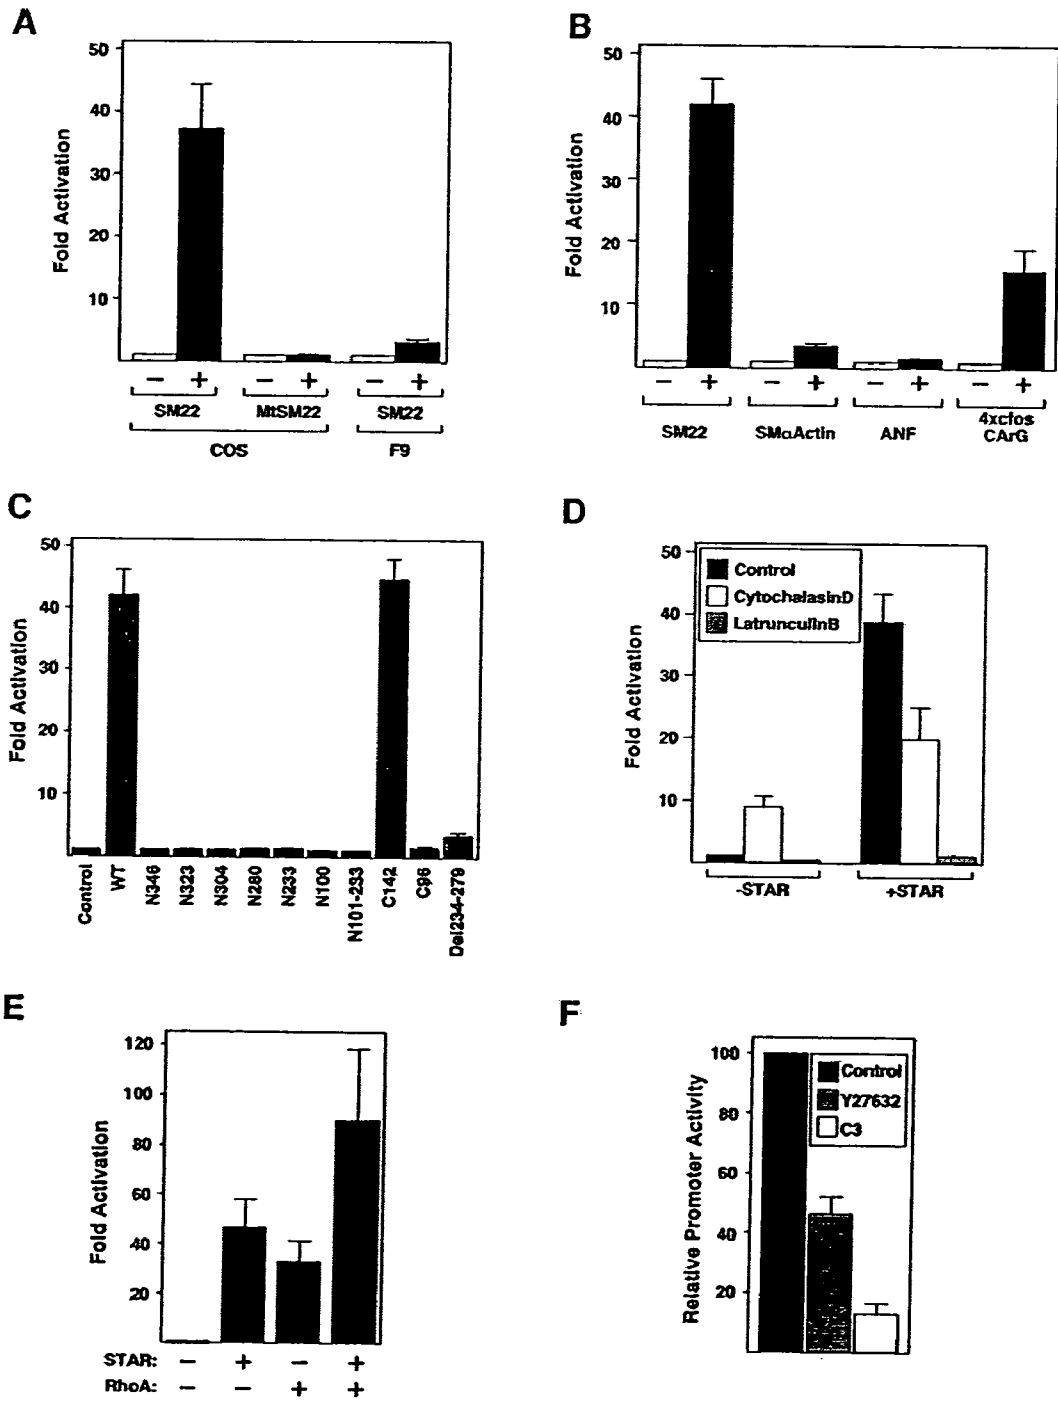 A
50
40
30
20
10
Fold Activation
− + − + − +
SM22 MtSM22 SM22
COS F9
B
50
40
30
20
10
Fold Activation
− + − + − + − +
SM22 SMαActin ANF 4xcfos
CArG
C
50
40
30
20
10
Fold Activation
Control
WT
N346
N323
N304
N280
N233
N100
N101-233
C142
C96
Del234-279
D
50
40
30
20
10
Fold Activation
Control
CytochalasinD
LatrunculinB
-STAR +STAR
E
120
100
80
60
40
20
Fold Activation
STAR: − + − +
RhoA: − − + +
F
100
80
60
40
20
Relative Promoter Activity
Control
Y27632
C3